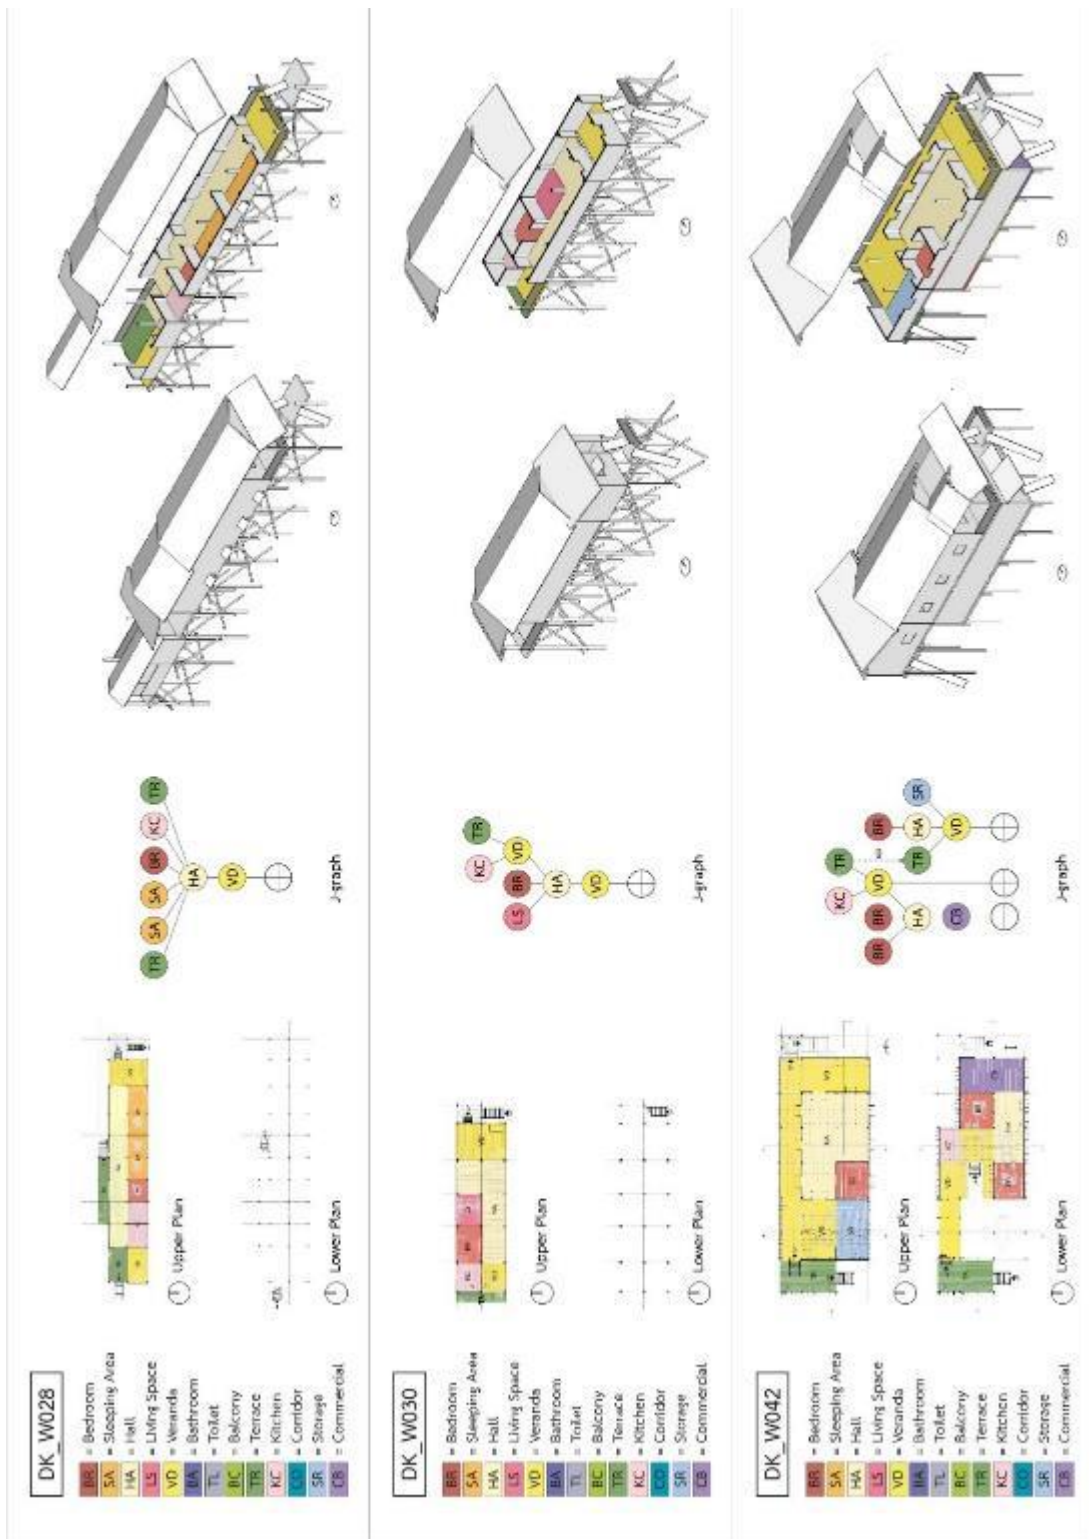 DK_W028
BR = Bedroom
SA = Sleeping Area
HA = Hall
LS = Living Space
VD = Veranda
BA = Bathroom
TL = Toilet
BC = Balcony
TR = Terrace
KC = Kitchen
CO = Corridor
SR = Storage
CB = Commercial
Upper Plan
Lower Plan
TR
SA
SA
BR
KC
TR
HA
VD
J-graph
DK_W030
BR = Bedroom
SA = Sleeping Area
HA = Hall
LS = Living Space
VD = Veranda
BA = Bathroom
TL = Toilet
BC = Balcony
TR = Terrace
KC = Kitchen
CO = Corridor
SR = Storage
CB = Commercial
Upper Plan
Lower Plan
KC
TR
LS
BR
VD
HA
VD
J-graph
DK_W042
BR = Bedroom
SA = Sleeping Area
HA = Hall
LS = Living Space
VD = Veranda
BA = Bathroom
TL = Toilet
BC = Balcony
TR = Terrace
KC = Kitchen
CO = Corridor
SR = Storage
CB = Commercial
Upper Plan
Lower Plan
KC
TR
BR
BR
VD
BR
HA
TR
HA
SR
CB
VD
J-graph